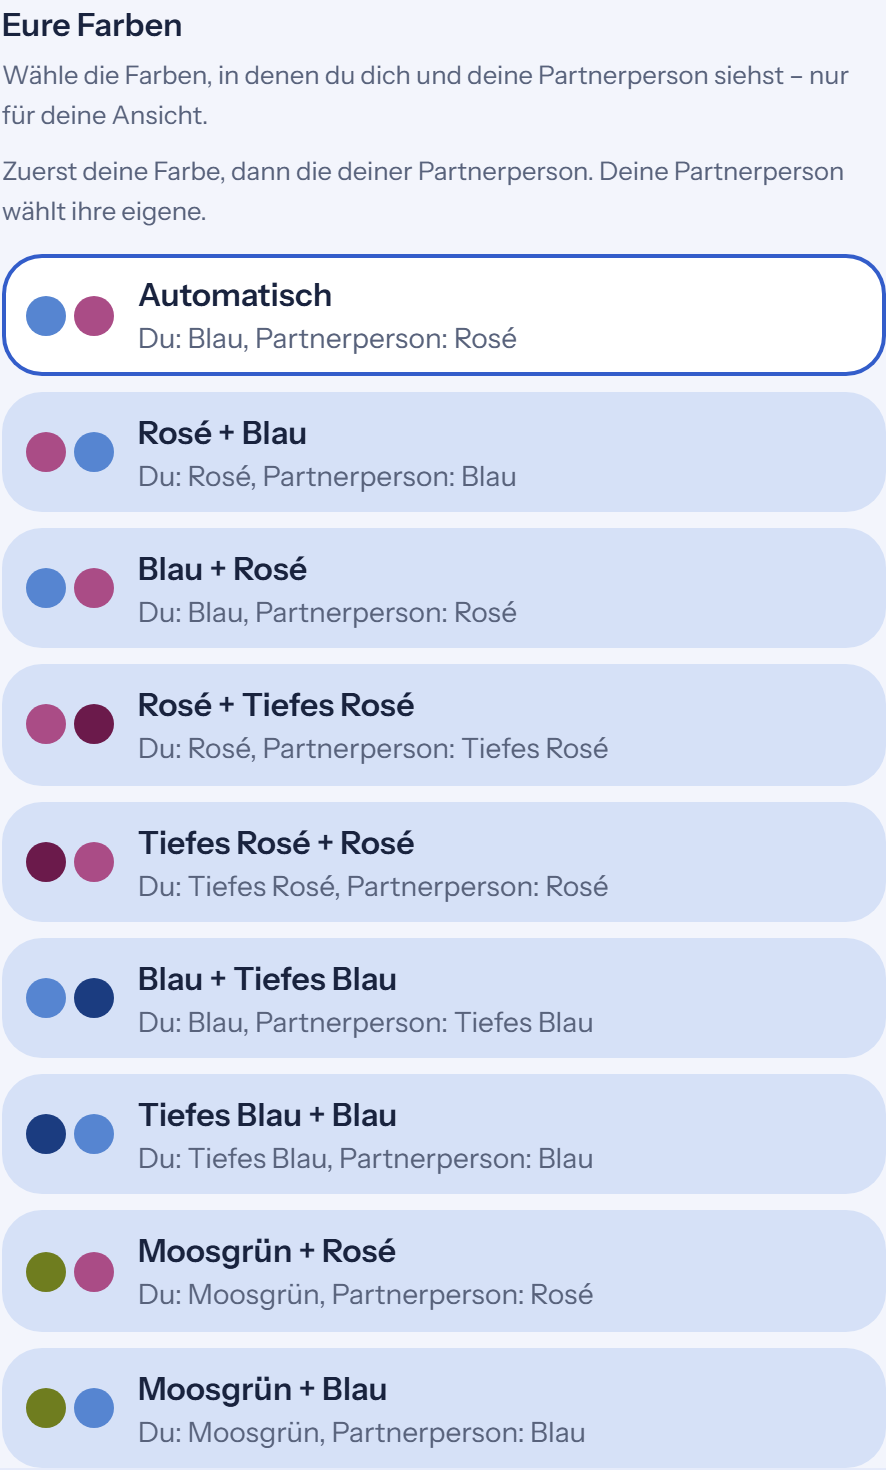 Eure Farben
Wähle die Farben, in denen du dich und deine Partnerperson siehst – nur
für deine Ansicht.
Zuerst deine Farbe, dann die deiner Partnerperson. Deine Partnerperson
wählt ihre eigene.
Automatisch
Du: Blau, Partnerperson: Rosé
Rosé + Blau
Du: Rosé, Partnerperson: Blau
Blau + Rosé
Du: Blau, Partnerperson: Rosé
Rosé + Tiefes Rosé
Du: Rosé, Partnerperson: Tiefes Rosé
Tiefes Rosé + Rosé
Du: Tiefes Rosé, Partnerperson: Rosé
Blau + Tiefes Blau
Du: Blau, Partnerperson: Tiefes Blau
Tiefes Blau + Blau
Du: Tiefes Blau, Partnerperson: Blau
Moosgrün + Rosé
Du: Moosgrün, Partnerperson: Rosé
Moosgrün + Blau
Du: Moosgrün, Partnerperson: Blau